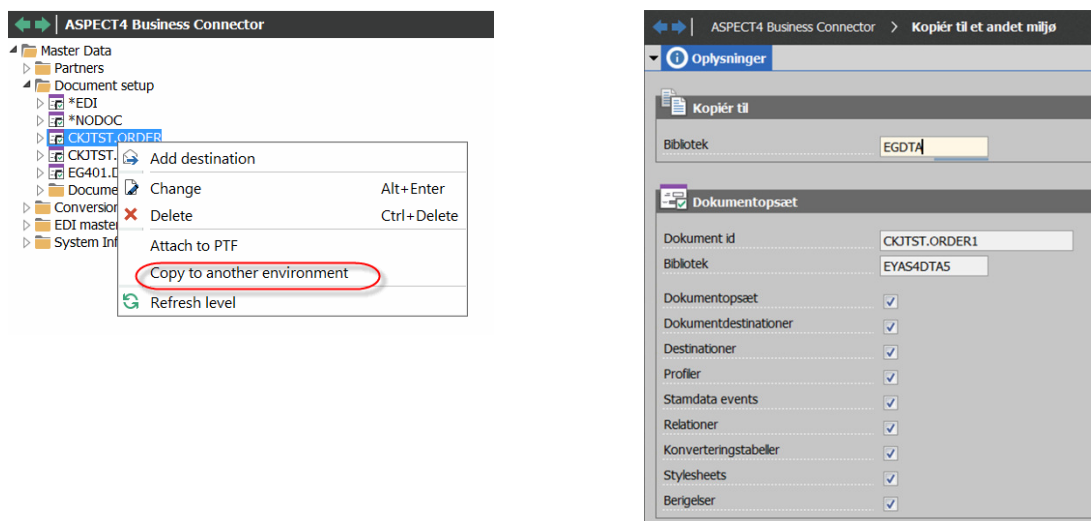 ASPECT4 Business Connector
Master Data
Partners
Document setup
*EDI
*NODOC
CKJTST.ORDER
CKJTST.
EG401.D
Docume
Conversion
EDI master
System Inf
Add destination
Change Alt+Enter
Delete Ctrl+Delete
Attach to PTF
Copy to another environment
Refresh level
ASPECT4 Business Connector > Kopiér til et andet miljø
Oplysninger
Kopiér til
Bibliotek EGDTA
Dokumentopsæt
Dokument id CKJTST.ORDER1
Bibliotek EYAS4DTA5
Dokumentopsæt
Dokumentdestinationer
Destinationer
Profiler
Stamdata events
Relationer
Konverteringstabeller
Stylesheets
Berigelser